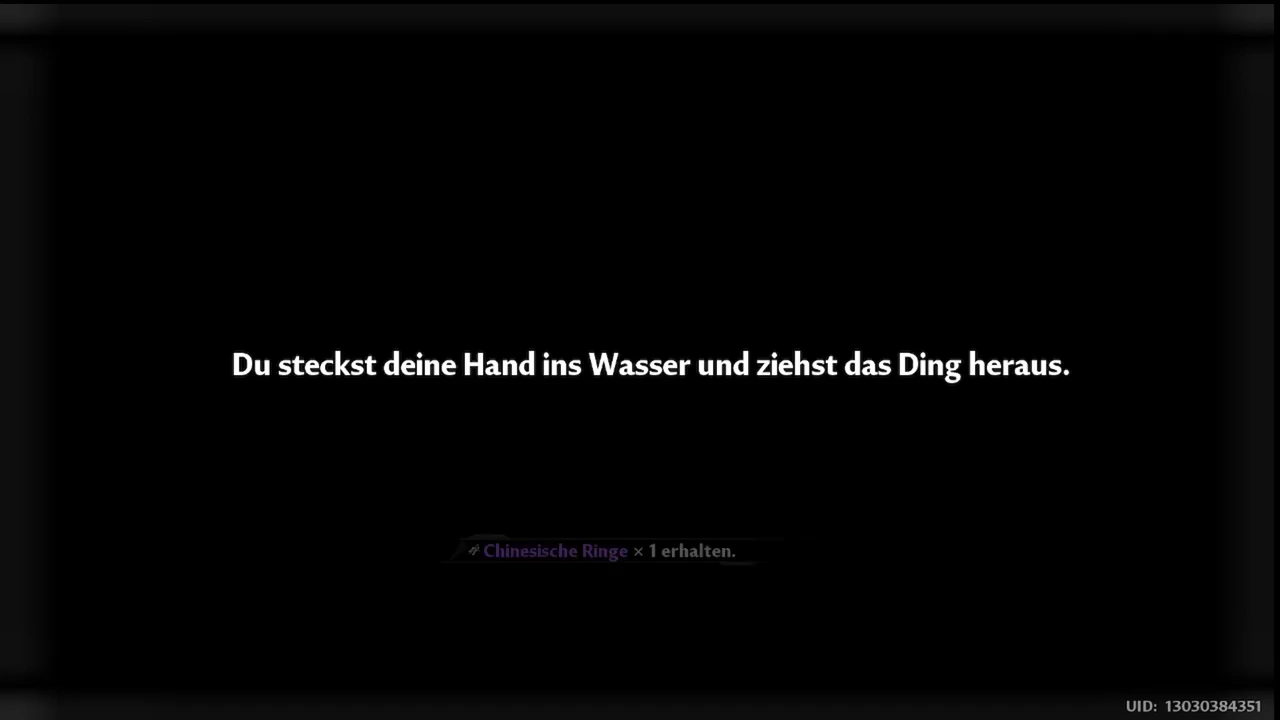 Du steckst deine Hand ins Wasser und ziehst das Ding heraus.
Chinesische Ringe × 1 erhalten.
UID: 13030384351